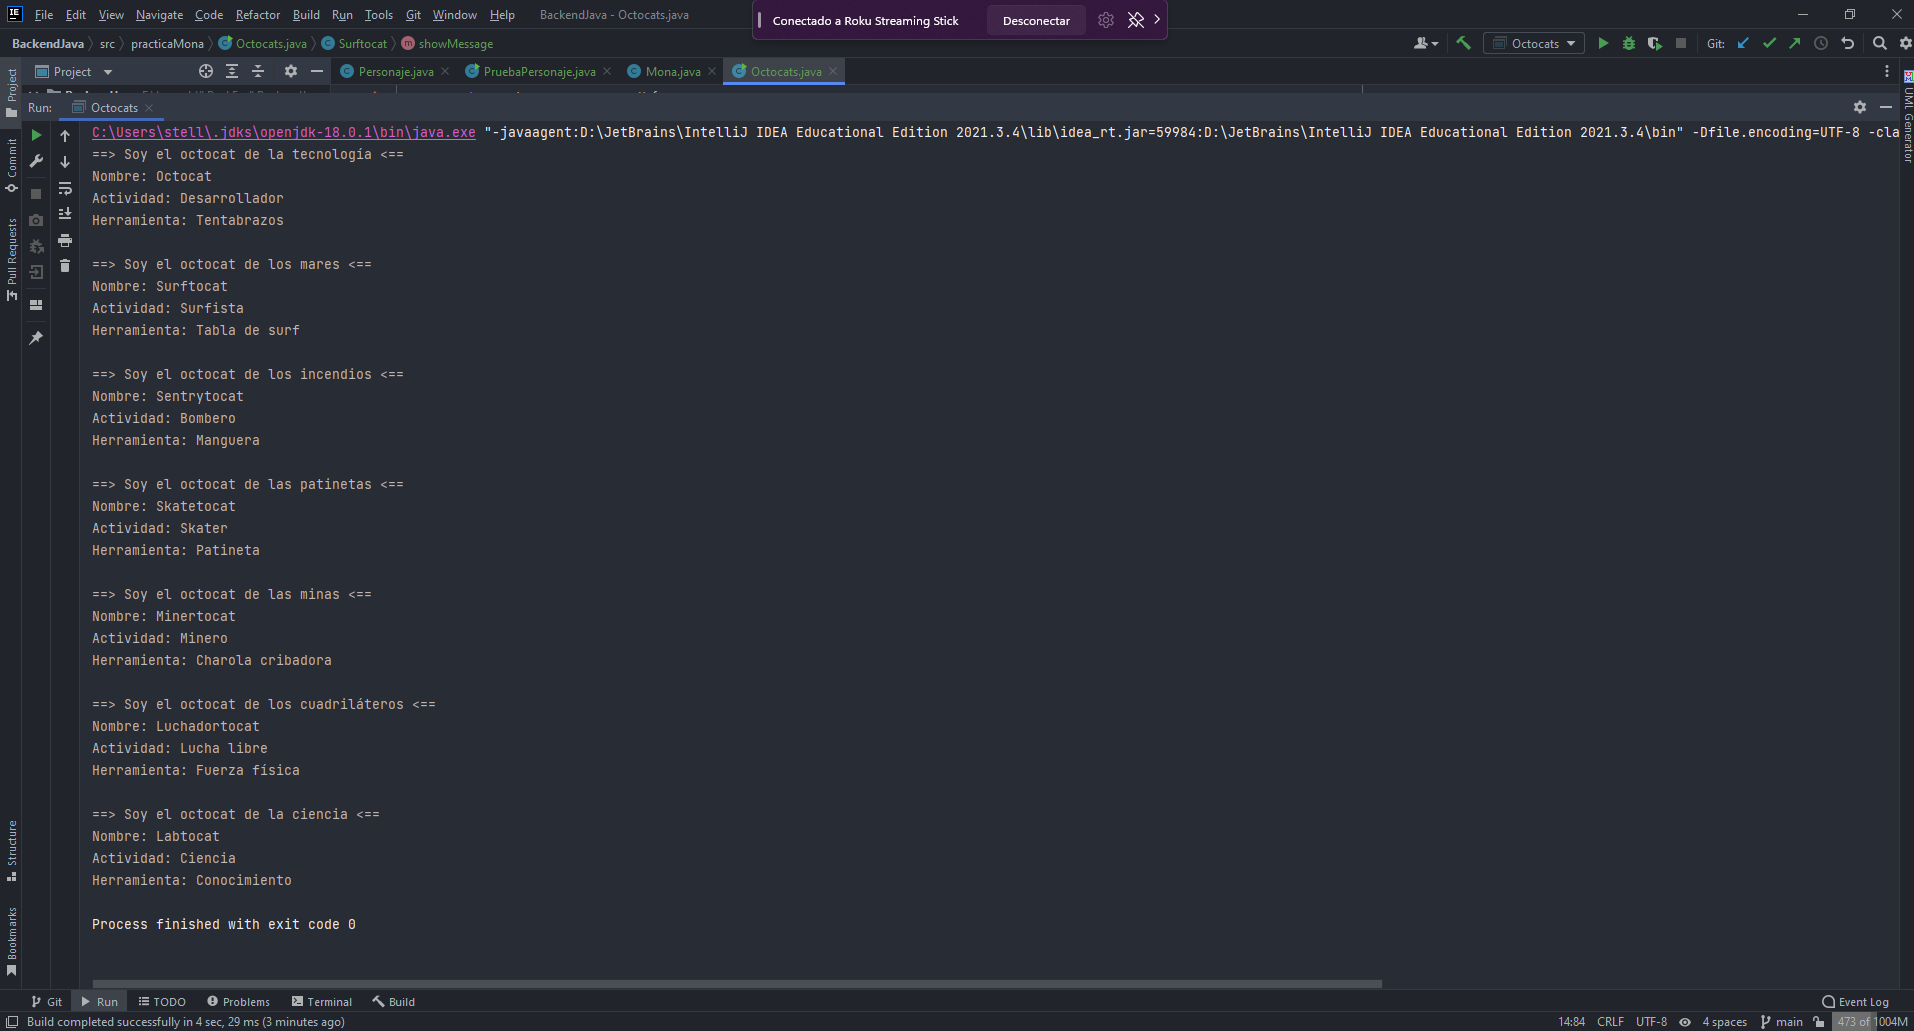 IE File Edit View Navigate Code Refactor Build Run Tools Git Window Help BackendJava - Octocats.java
Conectado a Roku Streaming Stick Desconectar
BackendJava src practicaMona Octocats.java Surftocat showMessage
Octocats Git:
Project Personaje.java PruebaPersonaje.java Mona.java Octocats.java
Run: Octocats
C:\Users\stell\.jdks\openjdk-18.0.1\bin\java.exe "-javaagent:D:\JetBrains\IntelliJ IDEA Educational Edition 2021.3.4\lib\idea_rt.jar=59984:D:\JetBrains\IntelliJ IDEA Educational Edition 2021.3.4\bin" -Dfile.encoding=UTF-8 -cla
==> Soy el octocat de la tecnología <==
Nombre: Octocat
Actividad: Desarrollador
Herramienta: Tentabrazos
==> Soy el octocat de los mares <==
Nombre: Surftocat
Actividad: Surfista
Herramienta: Tabla de surf
==> Soy el octocat de los incendios <==
Nombre: Sentrytocat
Actividad: Bombero
Herramienta: Manguera
==> Soy el octocat de las patinetas <==
Nombre: Skatetocat
Actividad: Skater
Herramienta: Patineta
==> Soy el octocat de las minas <==
Nombre: Minertocat
Actividad: Minero
Herramienta: Charola cribadora
==> Soy el octocat de los cuadriláteros <==
Nombre: Luchadortocat
Actividad: Lucha libre
Herramienta: Fuerza física
==> Soy el octocat de la ciencia <==
Nombre: Labtocat
Actividad: Ciencia
Herramienta: Conocimiento
Process finished with exit code 0
Project
Commit
Pull Requests
Structure
Bookmarks
UML Generator
Git Run TODO Problems Terminal Build Event Log
Build completed successfully in 4 sec, 29 ms (3 minutes ago) 14:84 CRLF UTF-8 4 spaces main 473 of 1004M